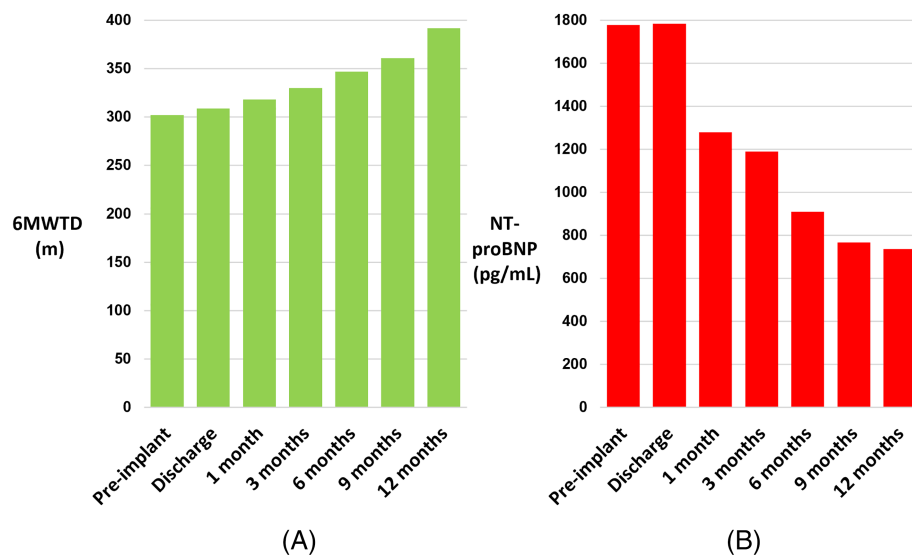 400
350
300
250
200
150
100
50
0
6MWTD
(m)
Pre-implant
Discharge
1 month
3 months
6 months
9 months
12 months
(A)
1800
1600
1400
1200
1000
800
600
400
200
0
NT-
proBNP
(pg/mL)
Pre-implant
Discharge
1 month
3 months
6 months
9 months
12 months
(B)